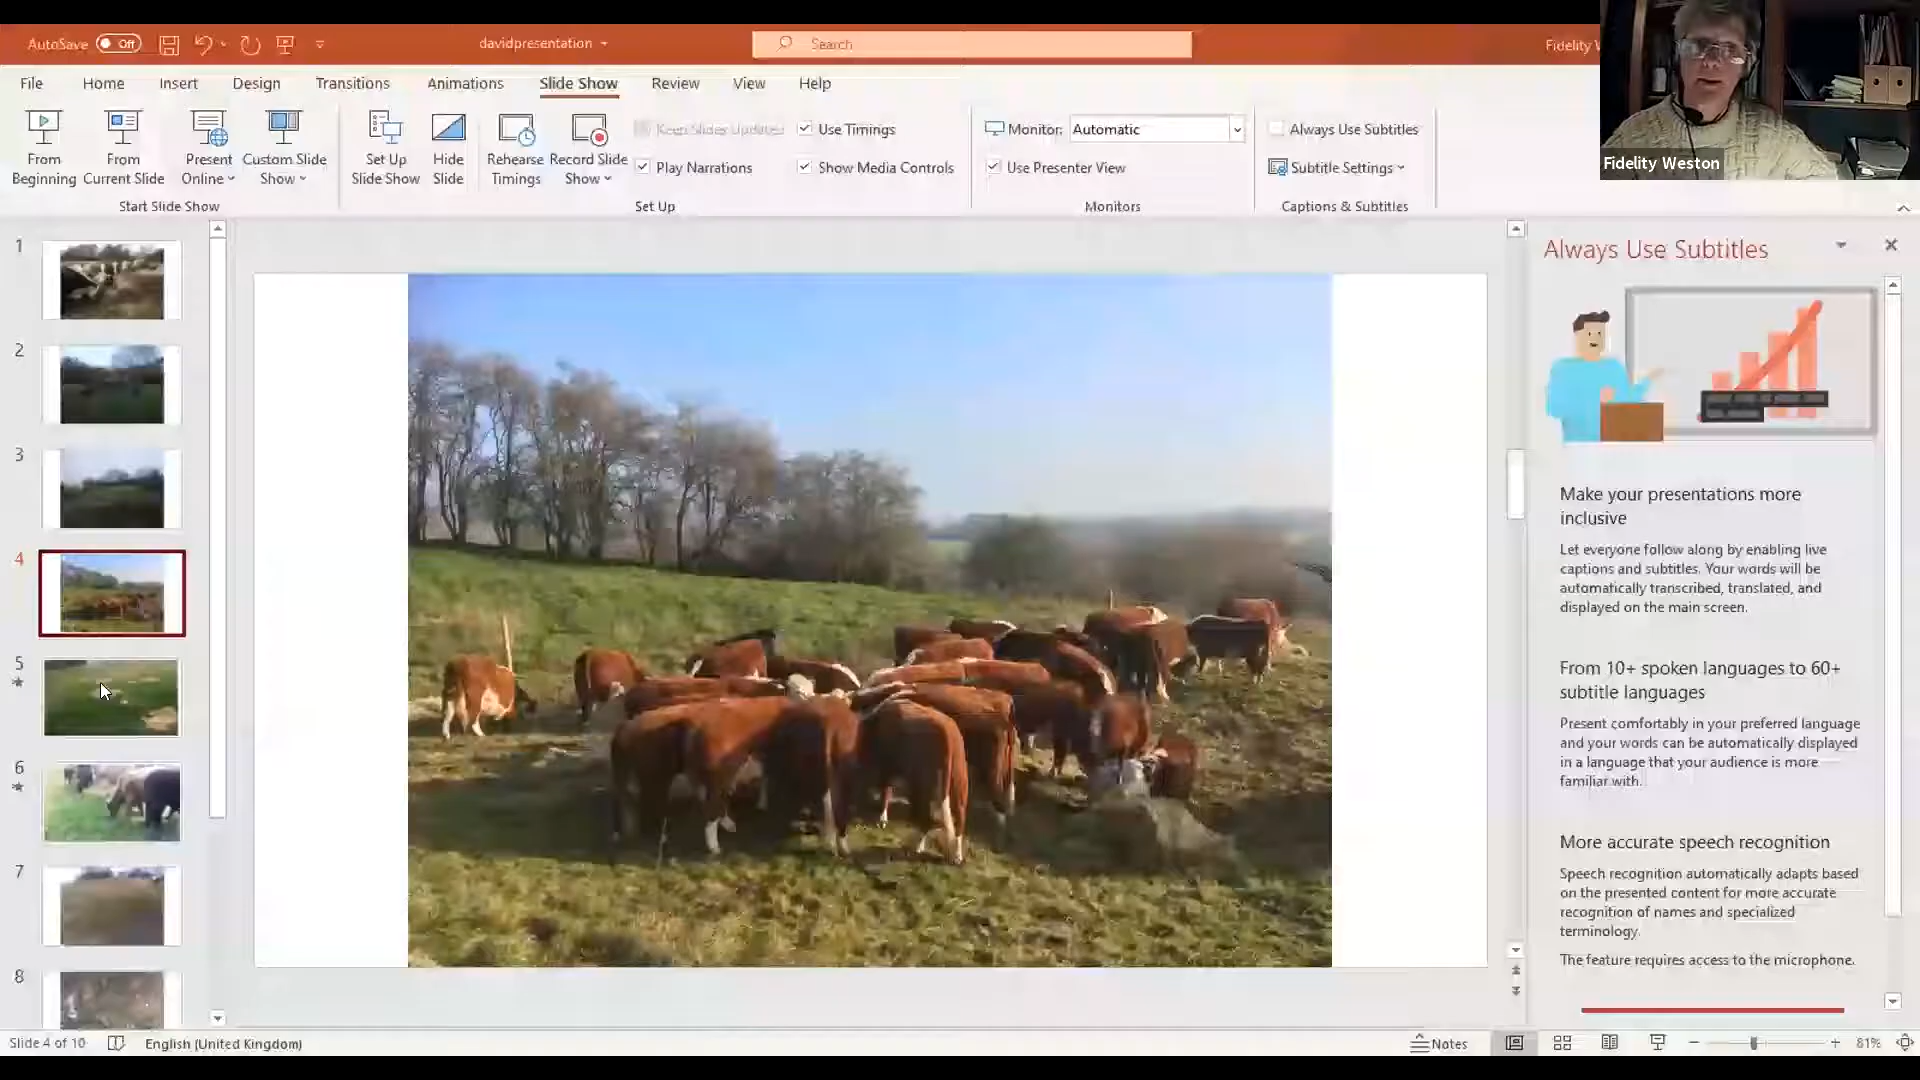 AutoSave Off davidpresentation Search Fidelity W
File Home Insert Design Transitions Animations Slide Show Review View Help
From Beginning
From Current Slide
Present Online
Custom Slide Show
Start Slide Show
Set Up Slide Show
Hide Slide
Rehearse Timings
Record Slide Show
Keep Slides Updated
Play Narrations
Use Timings
Show Media Controls
Set Up
Monitor: Automatic
Use Presenter View
Monitors
Always Use Subtitles
Subtitle Settings
Captions & Subtitles
Fidelity Weston
1
2
3
4
5
6
7
8
Always Use Subtitles
Make your presentations more
inclusive
Let everyone follow along by enabling live
captions and subtitles. Your words will be
automatically transcribed, translated, and
displayed on the main screen.
From 10+ spoken languages to 60+
subtitle languages
Present comfortably in your preferred language
and your words can be automatically displayed
in a language that your audience is more
familiar with.
More accurate speech recognition
Speech recognition automatically adapts based
on the presented content for more accurate
recognition of names and specialized
terminology.
The feature requires access to the microphone.
Slide 4 of 10 English (United Kingdom) Notes 81%